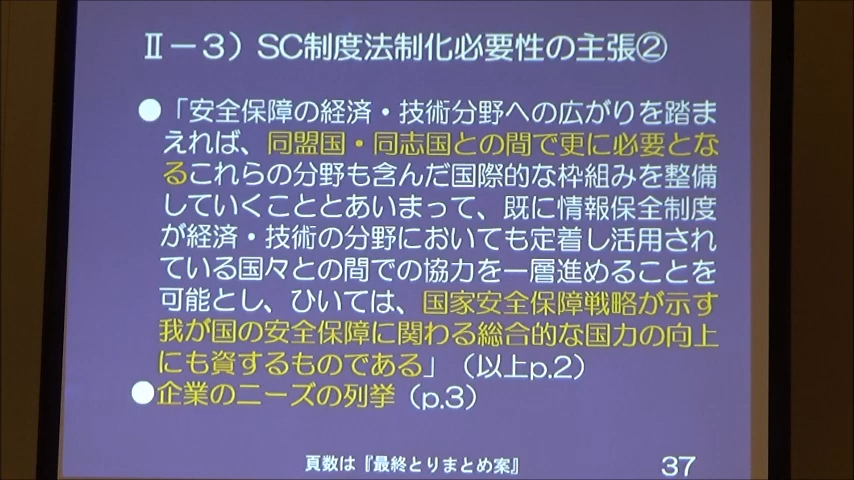 Ⅱ－3）SC制度法制化必要性の主張②
●「安全保障の経済・技術分野への広がりを踏ま
えれば、同盟国・同志国との間で更に必要とな
るこれらの分野も含んだ国際的な枠組みを整備
していくこととあいまって、既に情報保全制度
が経済・技術の分野においても定着し活用され
ている国々との間での協力を一層進めることを
可能とし、ひいては、国家安全保障戦略が示す
我が国の安全保障に関わる総合的な国力の向上
にも資するものである」（以上p.2）
●企業のニーズの列挙（p.3）
頁数は『最終とりまとめ案』
37